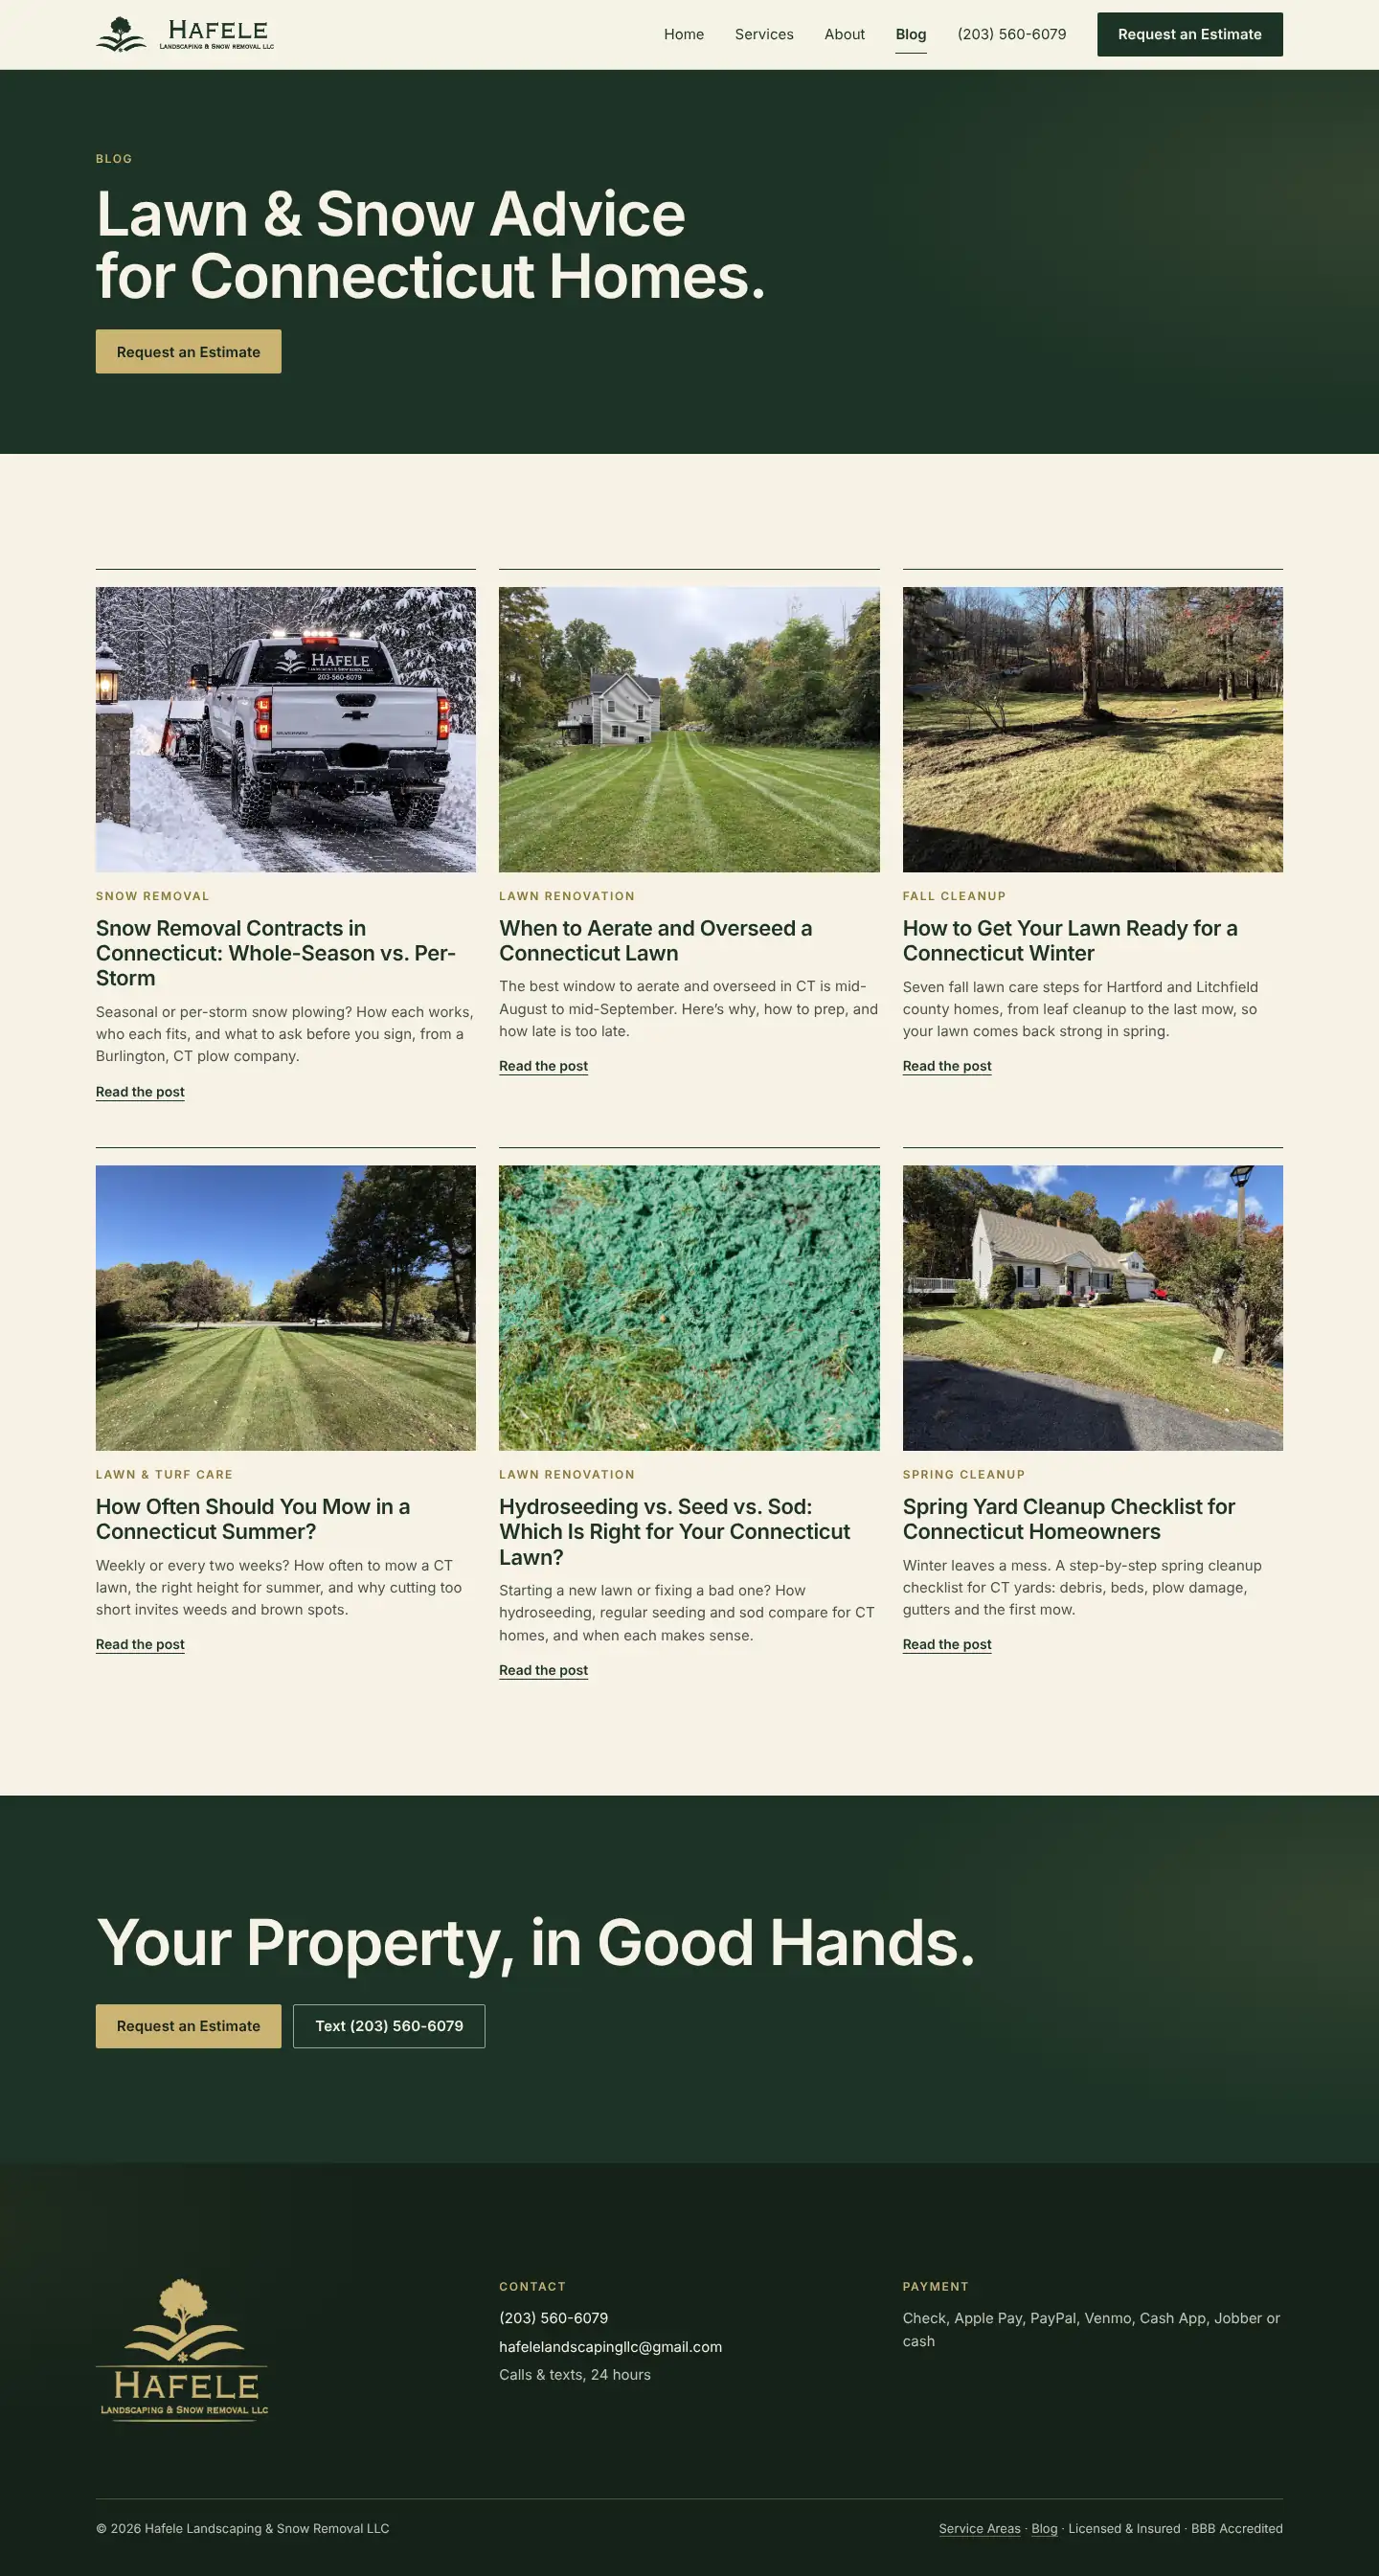 HAFELE
LANDSCAPING & SNOW REMOVAL LLC
Home
Services
About
Blog
(203) 560-6079
Request an Estimate
BLOG
Lawn & Snow Advice
for Connecticut Homes.
Request an Estimate
HAFELE
LANDSCAPING & SNOW REMOVAL LLC
203-560-6079
SNOW REMOVAL
Snow Removal Contracts in
Connecticut: Whole-Season vs. Per-
Storm
Seasonal or per-storm snow plowing? How each works,
who each fits, and what to ask before you sign, from a
Burlington, CT plow company.
Read the post
LAWN RENOVATION
When to Aerate and Overseed a
Connecticut Lawn
The best window to aerate and overseed in CT is mid-
August to mid-September. Here’s why, how to prep, and
how late is too late.
Read the post
FALL CLEANUP
How to Get Your Lawn Ready for a
Connecticut Winter
Seven fall lawn care steps for Hartford and Litchfield
county homes, from leaf cleanup to the last mow, so
your lawn comes back strong in spring.
Read the post
LAWN & TURF CARE
How Often Should You Mow in a
Connecticut Summer?
Weekly or every two weeks? How often to mow a CT
lawn, the right height for summer, and why cutting too
short invites weeds and brown spots.
Read the post
LAWN RENOVATION
Hydroseeding vs. Seed vs. Sod:
Which Is Right for Your Connecticut
Lawn?
Starting a new lawn or fixing a bad one? How
hydroseeding, regular seeding and sod compare for CT
homes, and when each makes sense.
Read the post
SPRING CLEANUP
Spring Yard Cleanup Checklist for
Connecticut Homeowners
Winter leaves a mess. A step-by-step spring cleanup
checklist for CT yards: debris, beds, plow damage,
gutters and the first mow.
Read the post
Your Property, in Good Hands.
Request an Estimate
Text (203) 560-6079
HAFELE
LANDSCAPING & SNOW REMOVAL LLC
CONTACT
(203) 560-6079
hafelelandscapingllc@gmail.com
Calls & texts, 24 hours
PAYMENT
Check, Apple Pay, PayPal, Venmo, Cash App, Jobber or
cash
© 2026 Hafele Landscaping & Snow Removal LLC
Service Areas · Blog · Licensed & Insured · BBB Accredited